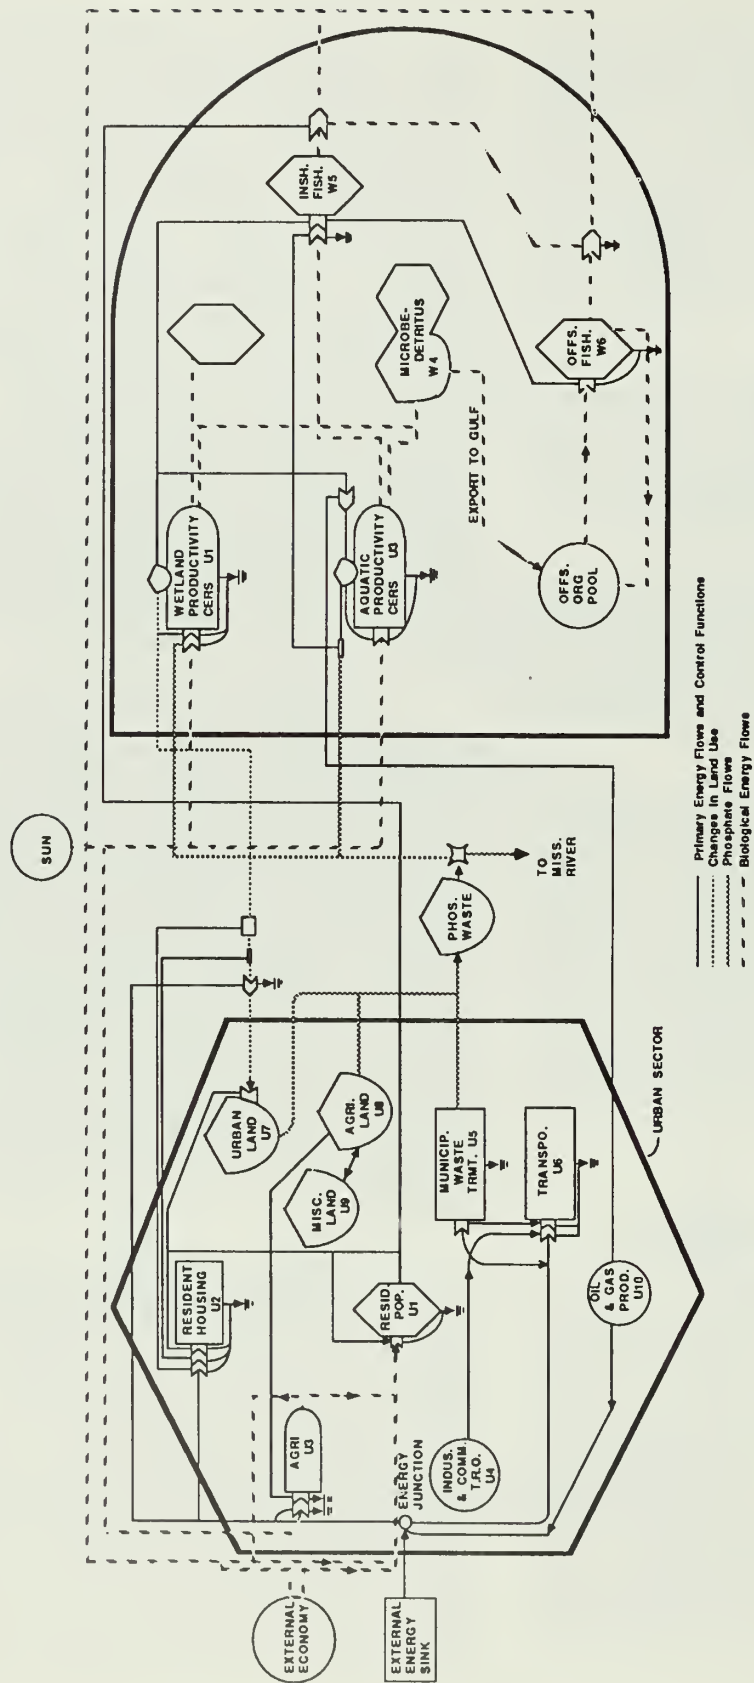 SUN
EXTERNAL
ECONOMY
EXTERNAL
ENERGY
SINK
ENERGY
JUNCTION
AGRI
U3
INDUS.
& COMM.
T.R.O.
U4
RESIDENT
HOUSING
U2
RESID.
POP.
U1
OIL
& GAS
PROD.
U10
URBAN
LAND
U7
MISC.
LAND
U9
AGRI.
LAND
U8
MUNICIP.
WASTE
TRMT. U5
TRANSPO.
U6
URBAN SECTOR
PHOS.
WASTE
TO
MISS.
RIVER
WETLAND
PRODUCTIVITY
CERS U1
AQUATIC
PRODUCTIVITY
CERS U3
MICROBE-
DETRITUS
W4
INSH.
FISH.
W5
EXPORT TO GULF
OFFS.
ORG
POOL
OFFS.
FISH.
W6
Primary Energy Flows and Control Functions
Changes in Land Use
Phosphate Flows
Biological Energy Flows